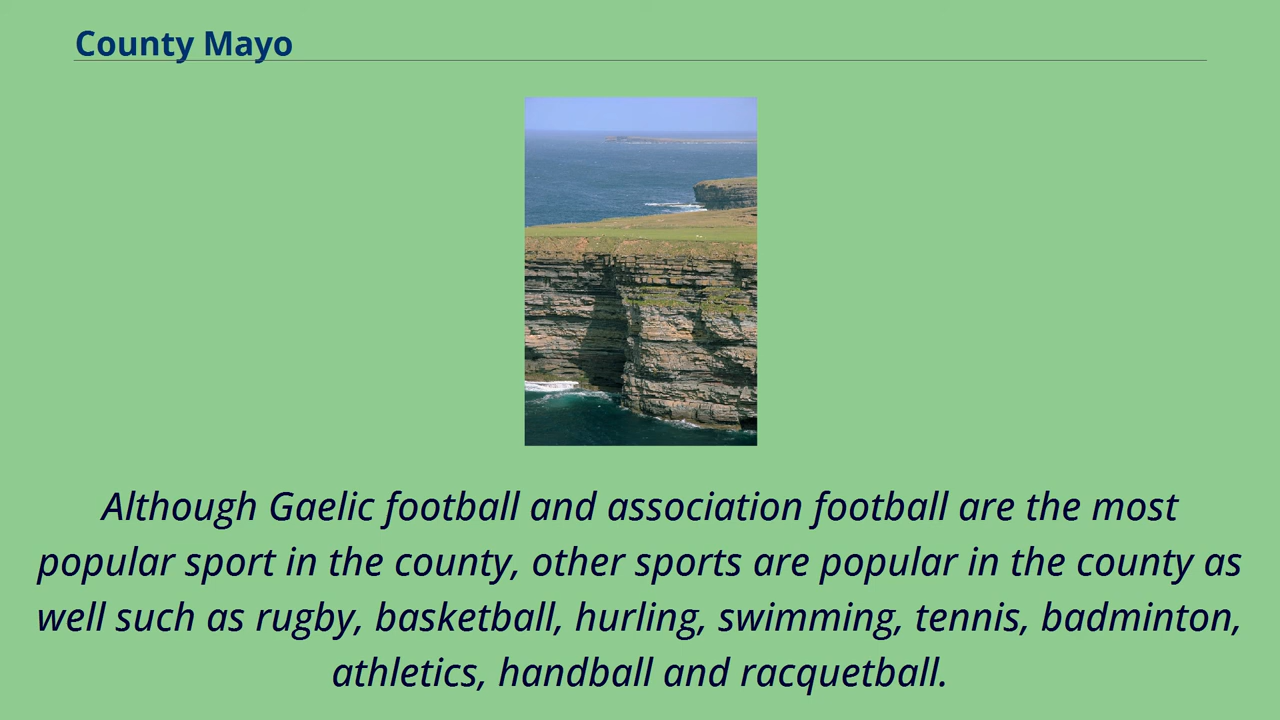 County Mayo
Although Gaelic football and association football are the most
popular sport in the county, other sports are popular in the county as
well such as rugby, basketball, hurling, swimming, tennis, badminton,
athletics, handball and racquetball.